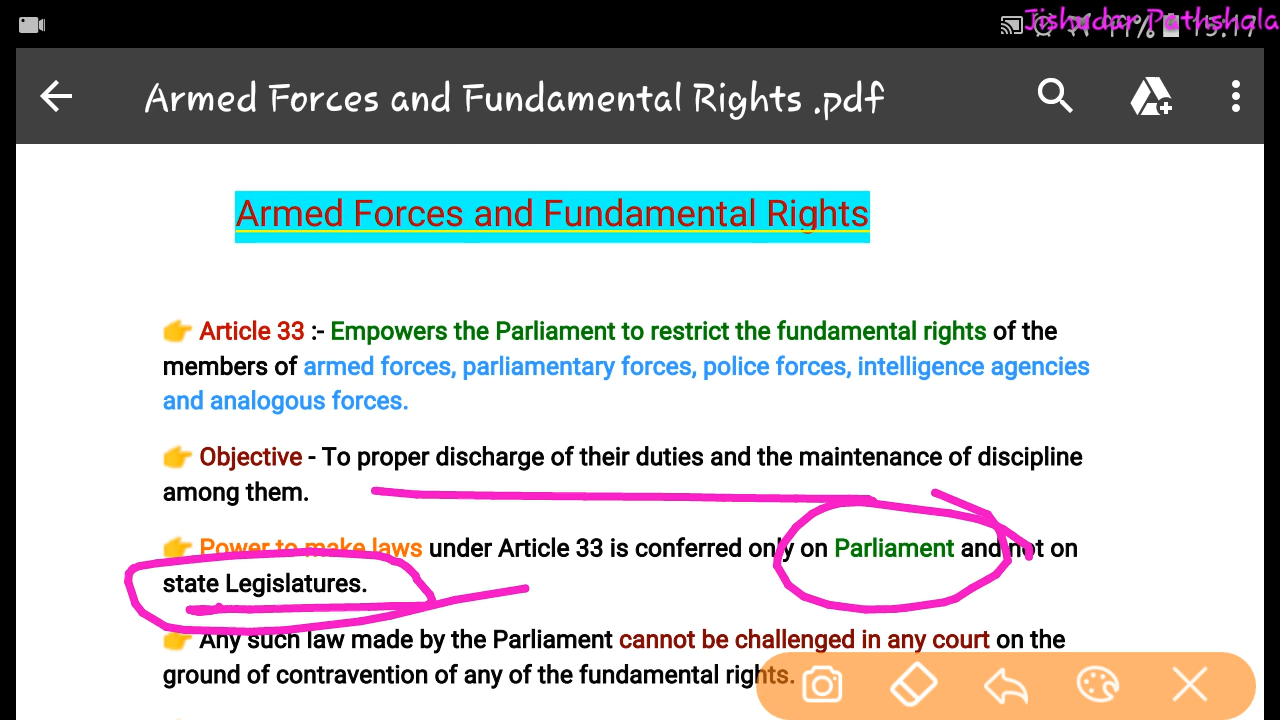 Jishudar Pathshala
Armed Forces and Fundamental Rights .pdf
Armed Forces and Fundamental Rights
👉 Article 33 :- Empowers the Parliament to restrict the fundamental rights of the
members of armed forces, parliamentary forces, police forces, intelligence agencies
and analogous forces.
👉 Objective - To proper discharge of their duties and the maintenance of discipline
among them.
👉 Power to make laws under Article 33 is conferred only on Parliament and not on
state Legislatures.
👉 Any such law made by the Parliament cannot be challenged in any court on the
ground of contravention of any of the fundamental rights.